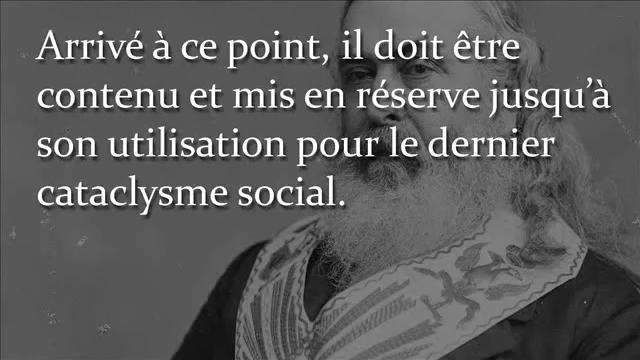 Arrivé à ce point, il doit être
contenu et mis en réserve jusqu'à
son utilisation pour le dernier
cataclysme social.